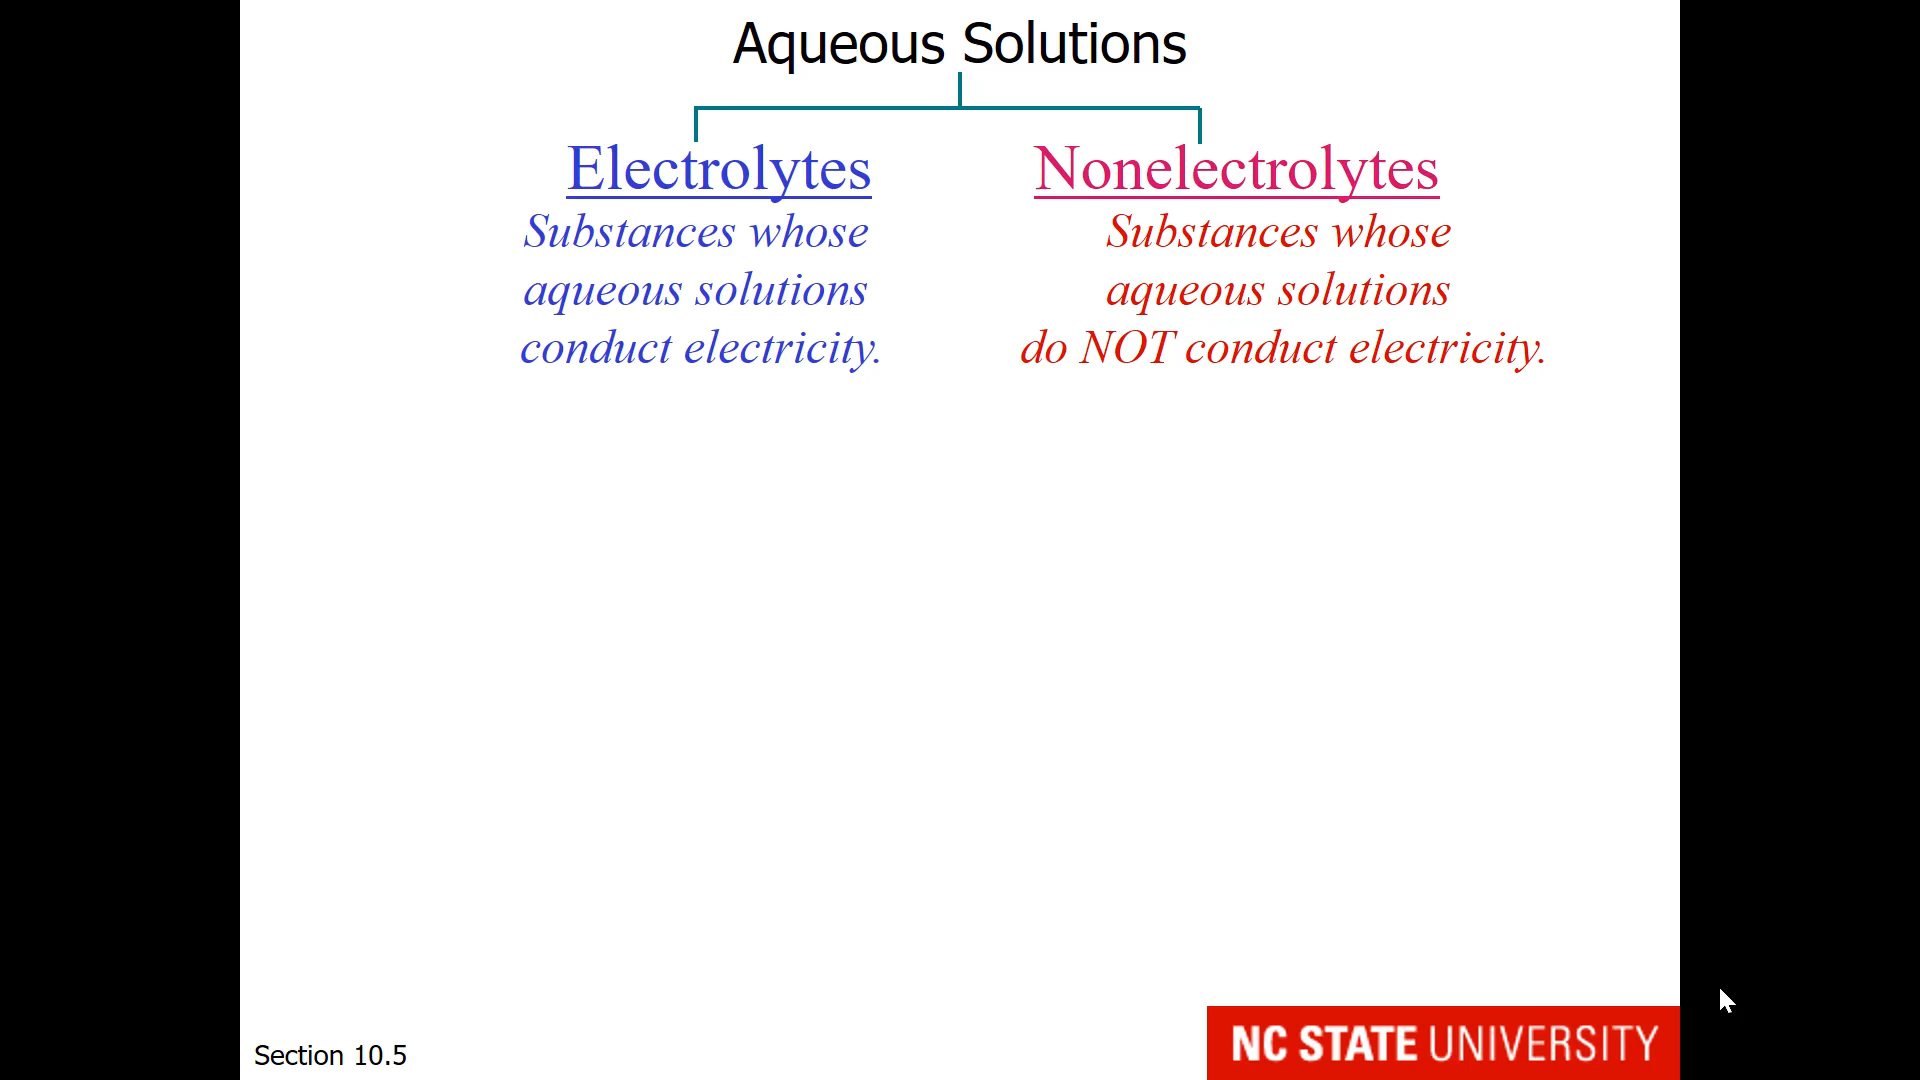 Aqueous Solutions
Electrolytes
Substances whose
aqueous solutions
conduct electricity.
Nonelectrolytes
Substances whose
aqueous solutions
do NOT conduct electricity.
Section 10.5
NC STATE UNIVERSITY